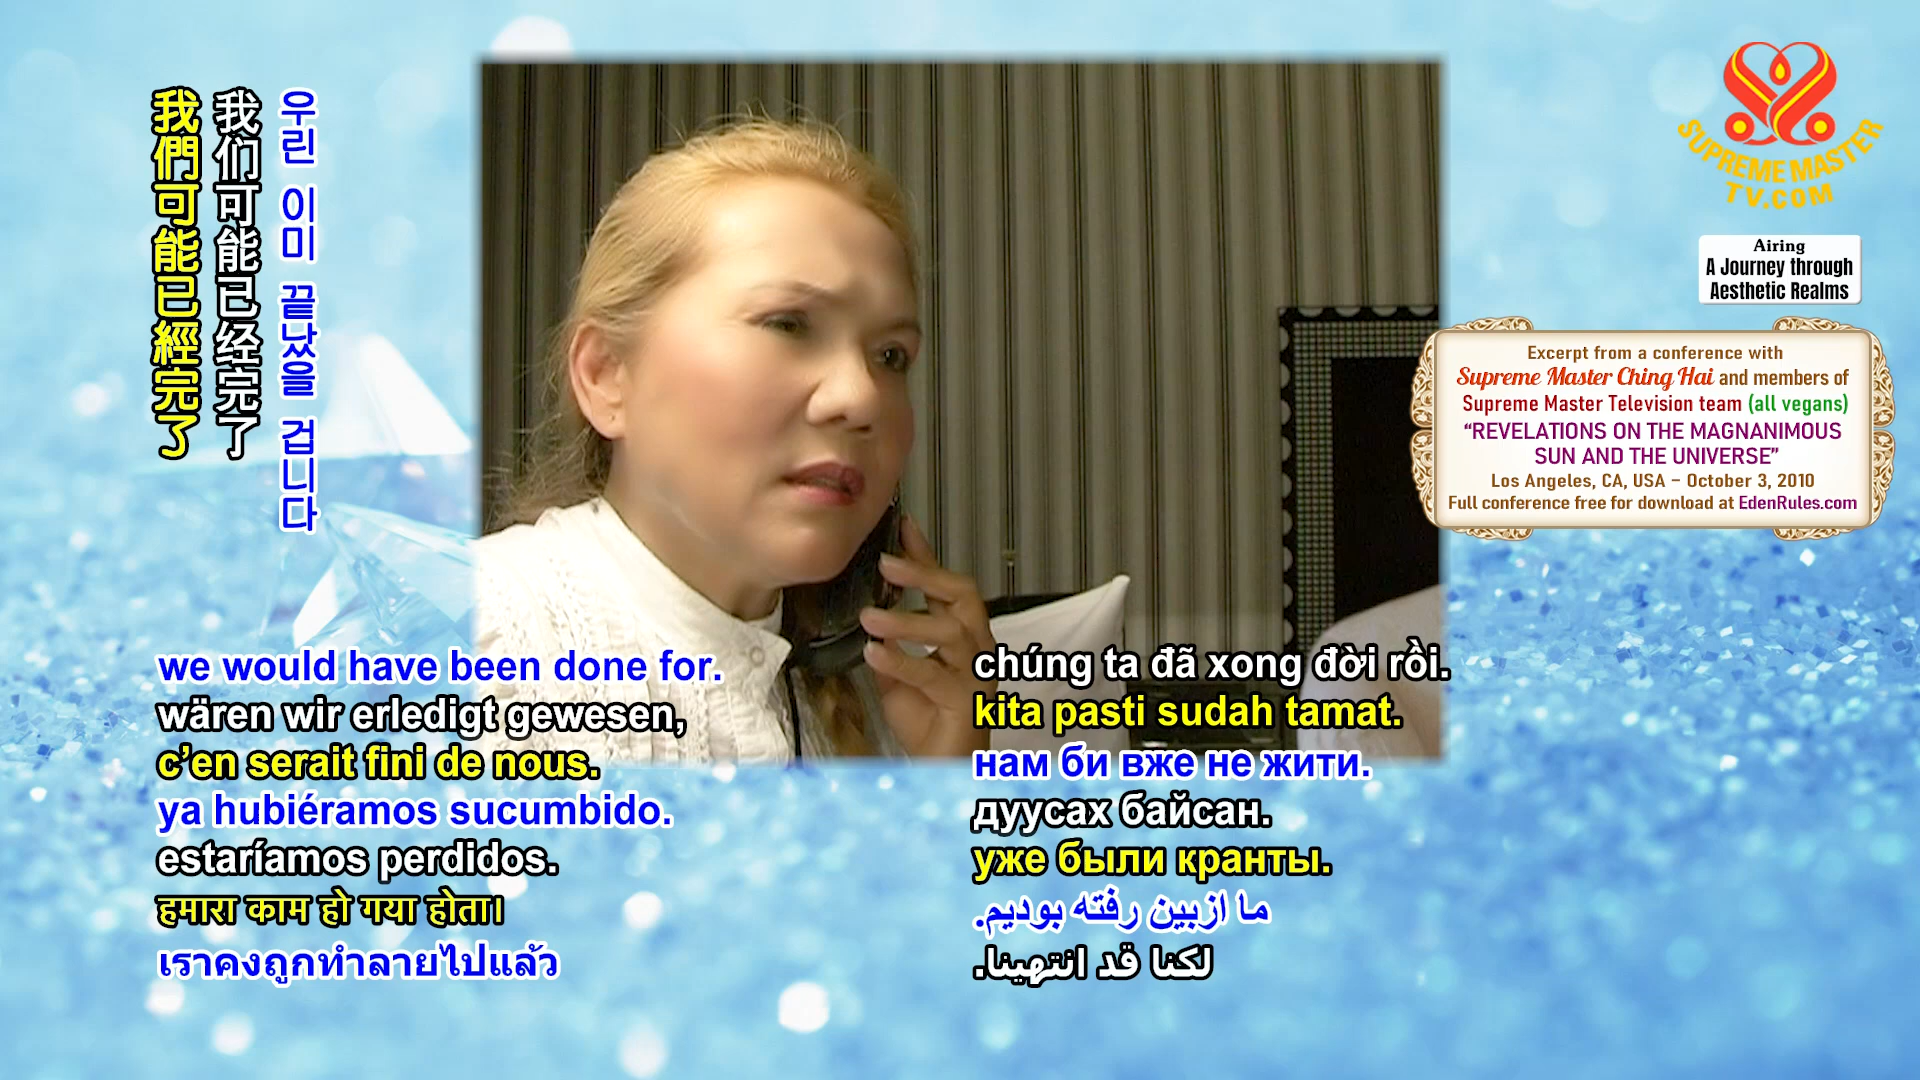 我們可能已經完了
我们可能已经完了
우린 이미 끝났을 겁니다
SUPREME MASTER
TV.COM
Airing
A Journey through
Aesthetic Realms
Excerpt from a conference with
Supreme Master Ching Hai and members of
Supreme Master Television team (all vegans)
“REVELATIONS ON THE MAGNANIMOUS
SUN AND THE UNIVERSE”
Los Angeles, CA, USA – October 3, 2010
Full conference free for download at EdenRules.com
we would have been done for.
wären wir erledigt gewesen,
c’en serait fini de nous.
ya hubiéramos sucumbido.
estaríamos perdidos.
हमारा काम हो गया होता।
เราคงถูกทำลายไปแล้ว
chúng ta đã xong đời rồi.
kita pasti sudah tamat.
нам би вже не жити.
дуусах байсан.
уже были кранты.
ما ازبین رفته بودیم.
لكنا قد انتهينا.